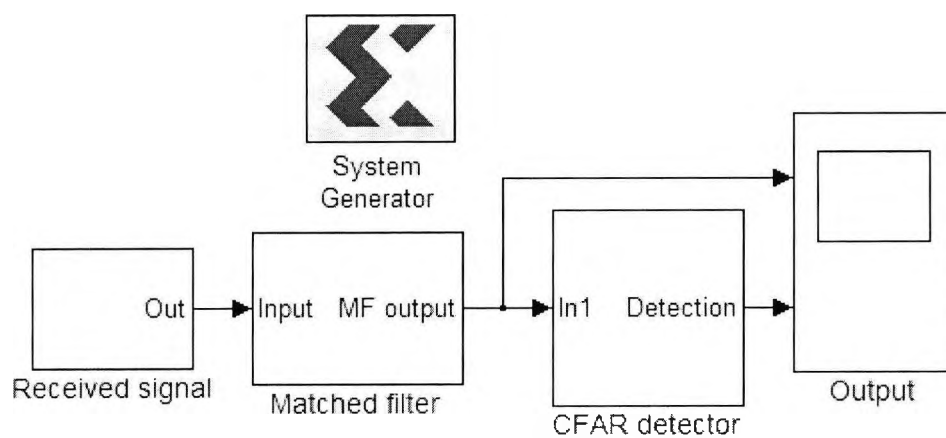 System
Generator
Out
Input
MF output
In1
Detection
Received signal
Matched filter
CFAR detector
Output